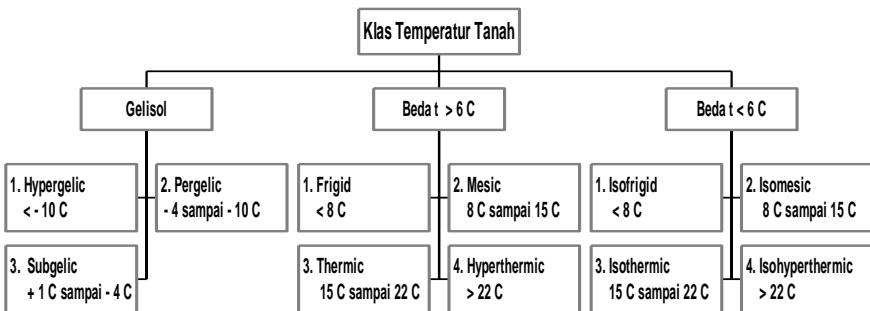 Klas Temperatur Tanah
Gelisol
Beda t > 6 C
Beda t < 6 C
1. Hypergelic
< - 10 C
2. Pergelic
- 4 sampai - 10 C
1. Frigid
< 8 C
2. Mesic
8 C sampai 15 C
1. Isofrigid
< 8 C
2. Isomesic
8 C sampai 15 C
3. Subgelic
+ 1 C sampai - 4 C
3. Thermic
15 C sampai 22 C
4. Hyperthermic
> 22 C
3. Isothermic
15 C sampai 22 C
4. Isohyperthermic
> 22 C